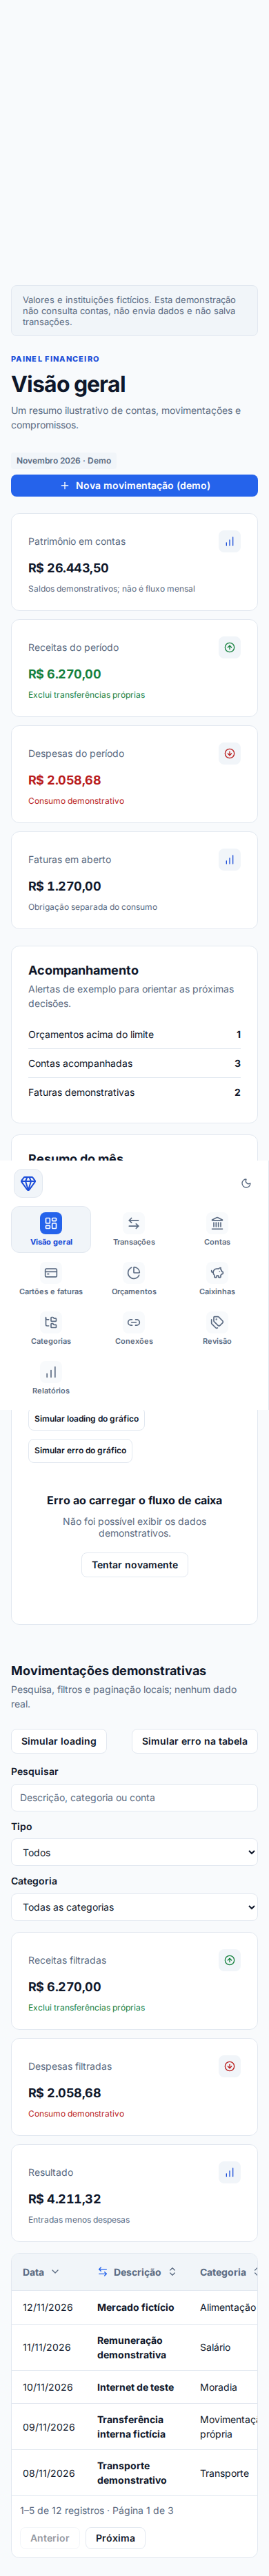 Valores e instituições fictícios. Esta demonstração
não consulta contas, não envia dados e não salva
transações.
PAINEL FINANCEIRO
Visão geral
Um resumo ilustrativo de contas, movimentações e
compromissos.
Novembro 2026 · Demo
Nova movimentação (demo)
Patrimônio em contas
R$ 26.443,50
Saldos demonstrativos; não é fluxo mensal
Receitas do período
R$ 6.270,00
Exclui transferências próprias
Despesas do período
R$ 2.058,68
Consumo demonstrativo
Faturas em aberto
R$ 1.270,00
Obrigação separada do consumo
Acompanhamento
Alertas de exemplo para orientar as próximas
decisões.
Orçamentos acima do limite 1
Contas acompanhadas 3
Faturas demonstrativas 2
Resumo do mês
Visão geral Transações Contas
Cartões e faturas Orçamentos Caixinhas
Categorias Conexões Revisão
Relatórios
Simular loading do gráfico
Simular erro do gráfico
Erro ao carregar o fluxo de caixa
Não foi possível exibir os dados
demonstrativos.
Tentar novamente
Movimentações demonstrativas
Pesquisa, filtros e paginação locais; nenhum dado
real.
Simular loading Simular erro na tabela
Pesquisar
Descrição, categoria ou conta
Tipo
Todos
Categoria
Todas as categorias
Receitas filtradas
R$ 6.270,00
Exclui transferências próprias
Despesas filtradas
R$ 2.058,68
Consumo demonstrativo
Resultado
R$ 4.211,32
Entradas menos despesas
Data Descrição Categoria
12/11/2026 Mercado fictício Alimentação
11/11/2026 Remuneração demonstrativa Salário
10/11/2026 Internet de teste Moradia
09/11/2026 Transferência interna fictícia Movimentaç própria
08/11/2026 Transporte demonstrativo Transporte
1–5 de 12 registros · Página 1 de 3
Anterior Próxima